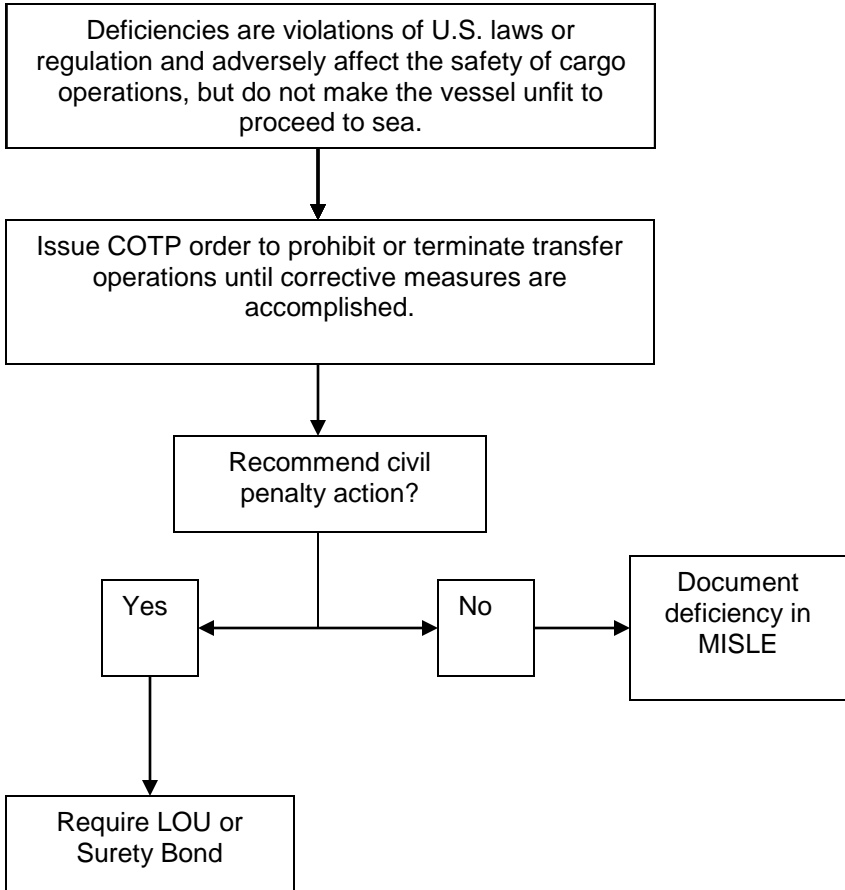 Deficiencies are violations of U.S. laws or
regulation and adversely affect the safety of cargo
operations, but do not make the vessel unfit to
proceed to sea.
Issue COTP order to prohibit or terminate transfer
operations until corrective measures are
accomplished.
Recommend civil
penalty action?
Yes
No
Document
deficiency in
MISLE
Require LOU or
Surety Bond